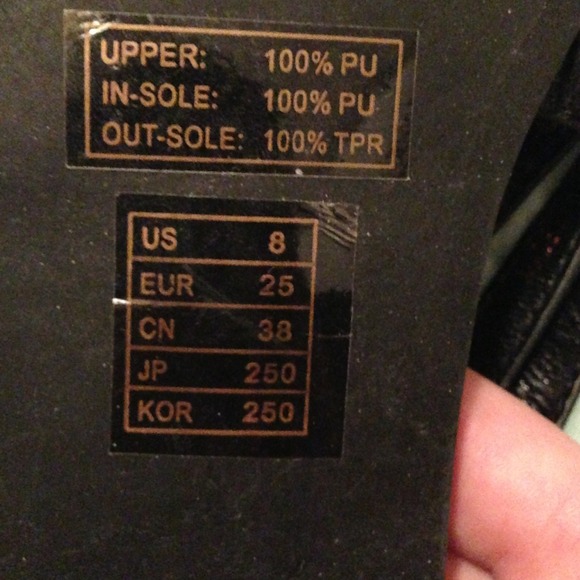 UPPER: 100% PU
IN-SOLE: 100% PU
OUT-SOLE: 100% TPR
US 8
EUR 25
CN 38
JP 250
KOR 250